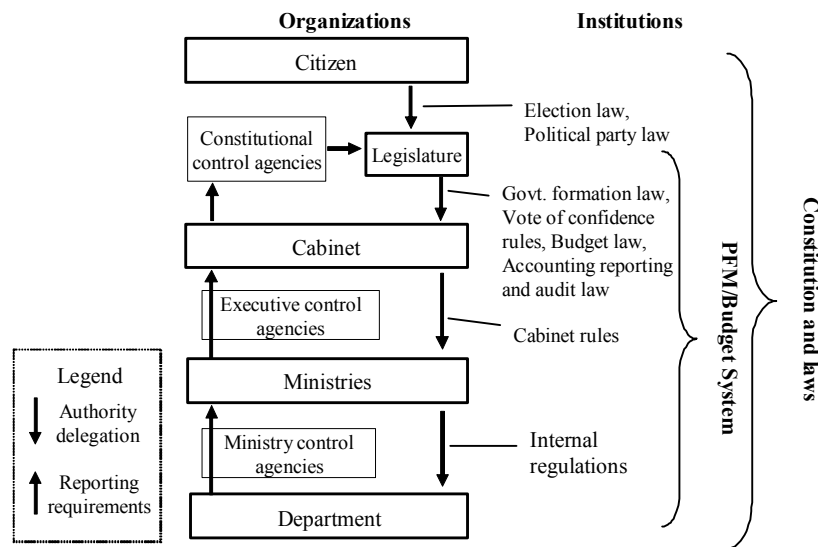 Organizations
Institutions
Citizen
Election law,
Political party law
Constitutional
control agencies
Legislature
Govt. formation law,
Vote of confidence
rules, Budget law,
Accounting reporting
and audit law
Cabinet
Executive control
agencies
Cabinet rules
Ministries
Ministry control
agencies
Internal
regulations
Department
PFM/Budget System
Constitution and laws
Legend
Authority
delegation
Reporting
requirements